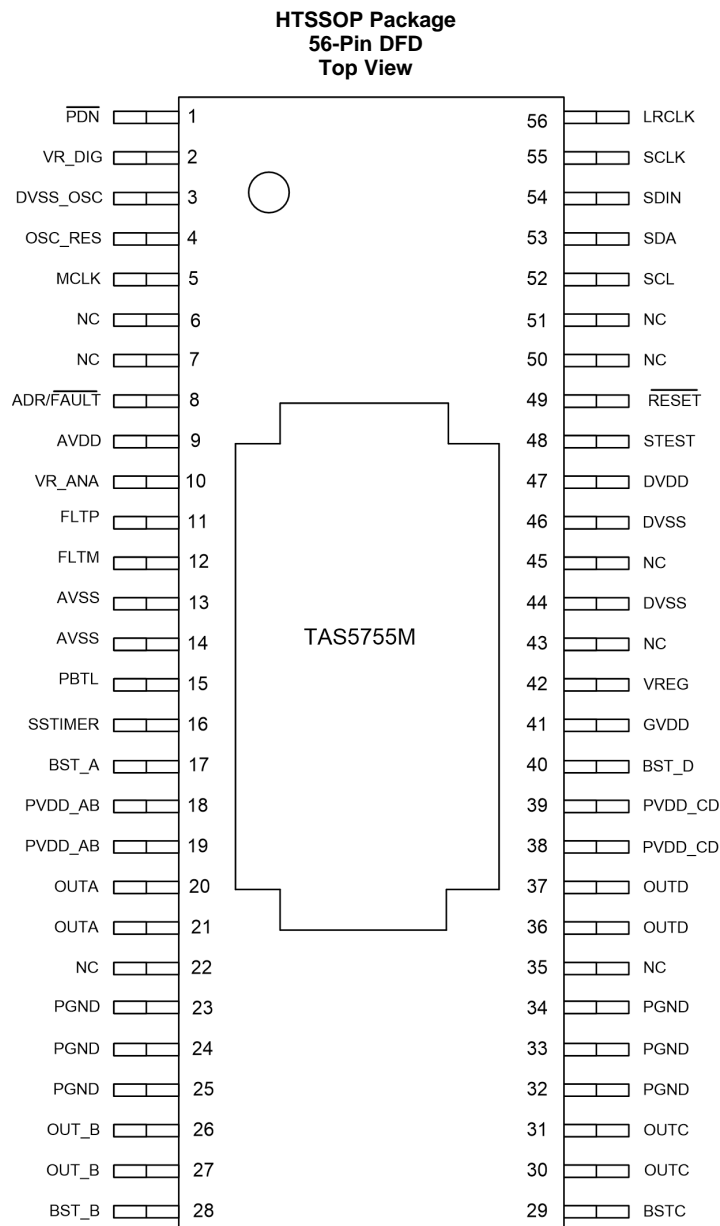 HTSSOP Package
56-Pin DFD
Top View
PDN 1 56 LRCLK
VR_DIG 2 55 SCLK
DVSS_OSC 3 54 SDIN
OSC_RES 4 53 SDA
MCLK 5 52 SCL
NC 6 51 NC
NC 7 50 NC
ADR/FAULT 8 49 RESET
AVDD 9 48 STEST
VR_ANA 10 47 DVDD
FLTP 11 46 DVSS
FLTM 12 45 NC
AVSS 13 44 DVSS
AVSS 14 TAS5755M 43 NC
PBTL 15 42 VREG
SSTIMER 16 41 GVDD
BST_A 17 40 BST_D
PVDD_AB 18 39 PVDD_CD
PVDD_AB 19 38 PVDD_CD
OUTA 20 37 OUTD
OUTA 21 36 OUTD
NC 22 35 NC
PGND 23 34 PGND
PGND 24 33 PGND
PGND 25 32 PGND
OUT_B 26 31 OUTC
OUT_B 27 30 OUTC
BST_B 28 29 BSTC